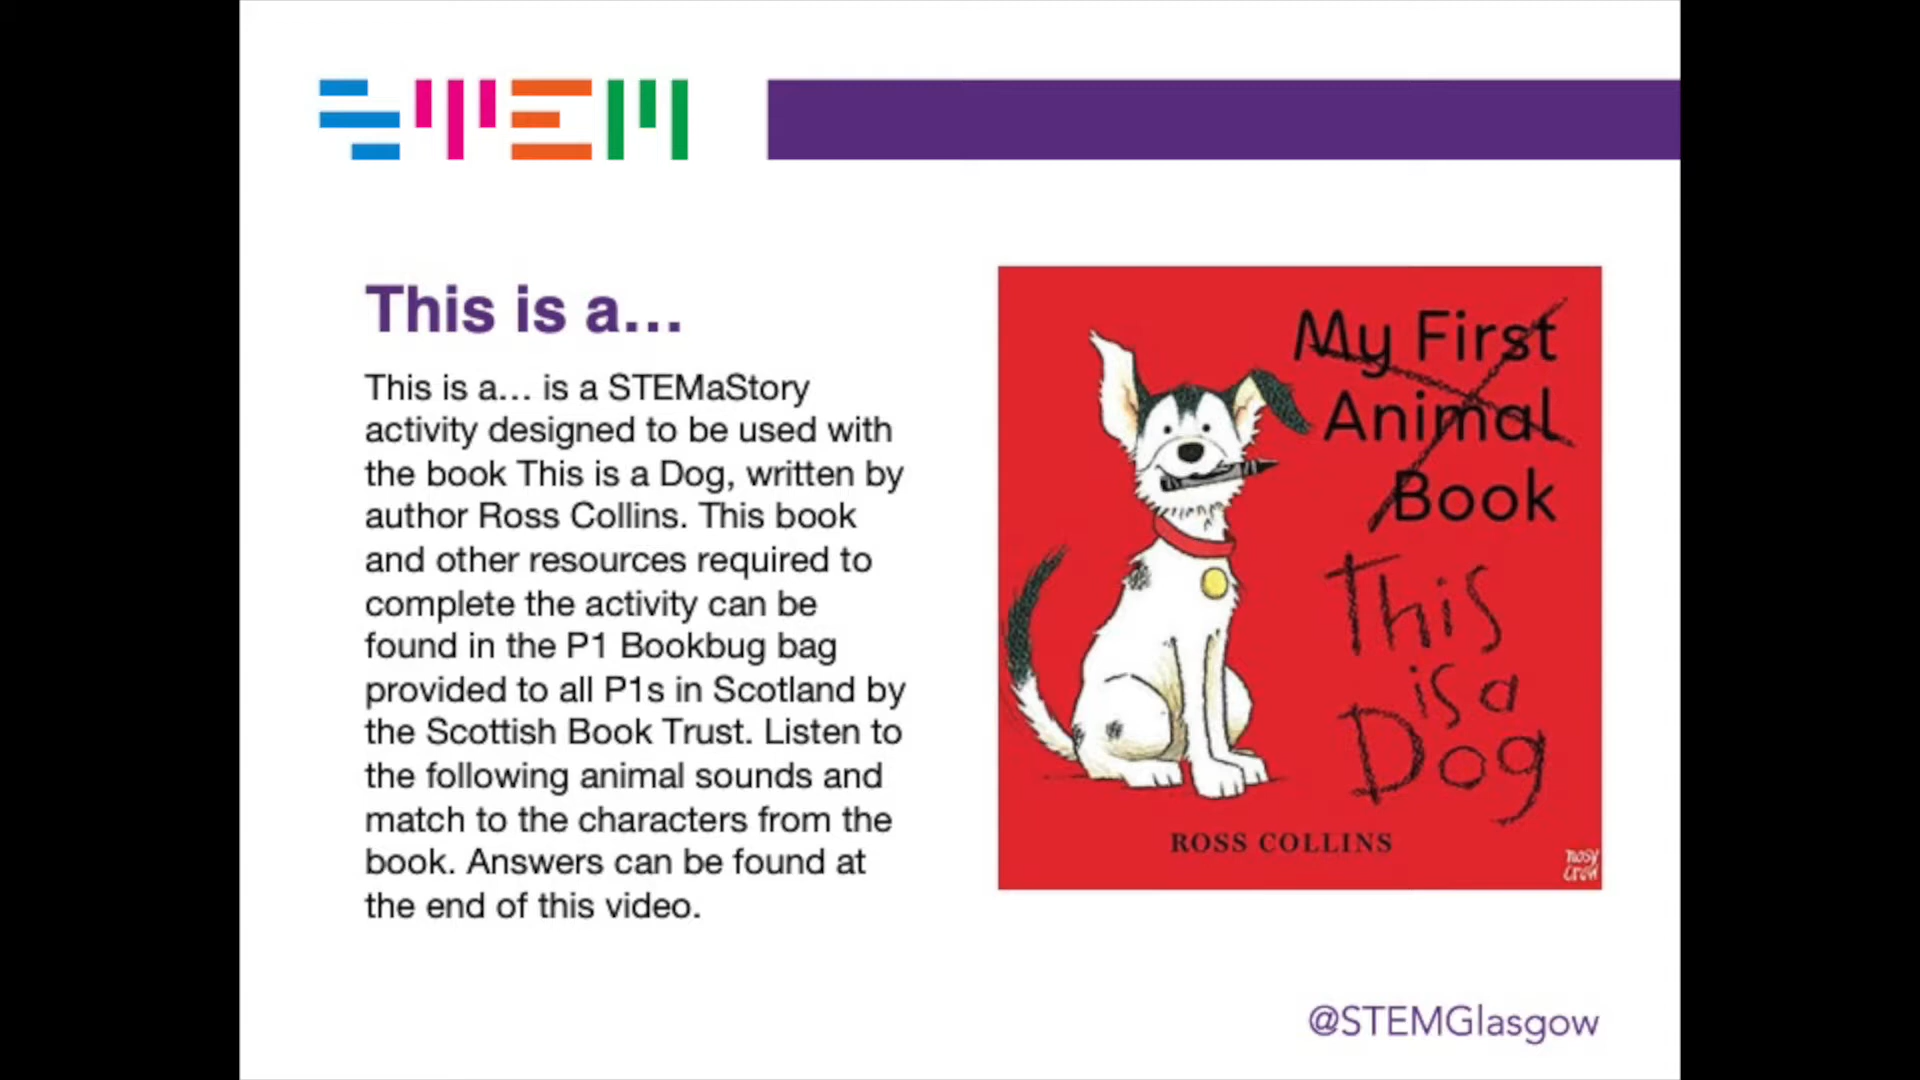 STEM
This is a...
This is a... is a STEMaStory
activity designed to be used with
the book This is a Dog, written by
author Ross Collins. This book
and other resources required to
complete the activity can be
found in the P1 Bookbug bag
provided to all P1s in Scotland by
the Scottish Book Trust. Listen to
the following animal sounds and
match to the characters from the
book. Answers can be found at
the end of this video.
My First
Animal
Book
This
is a
Dog
ROSS COLLINS
nosy
crow
@STEMGlasgow